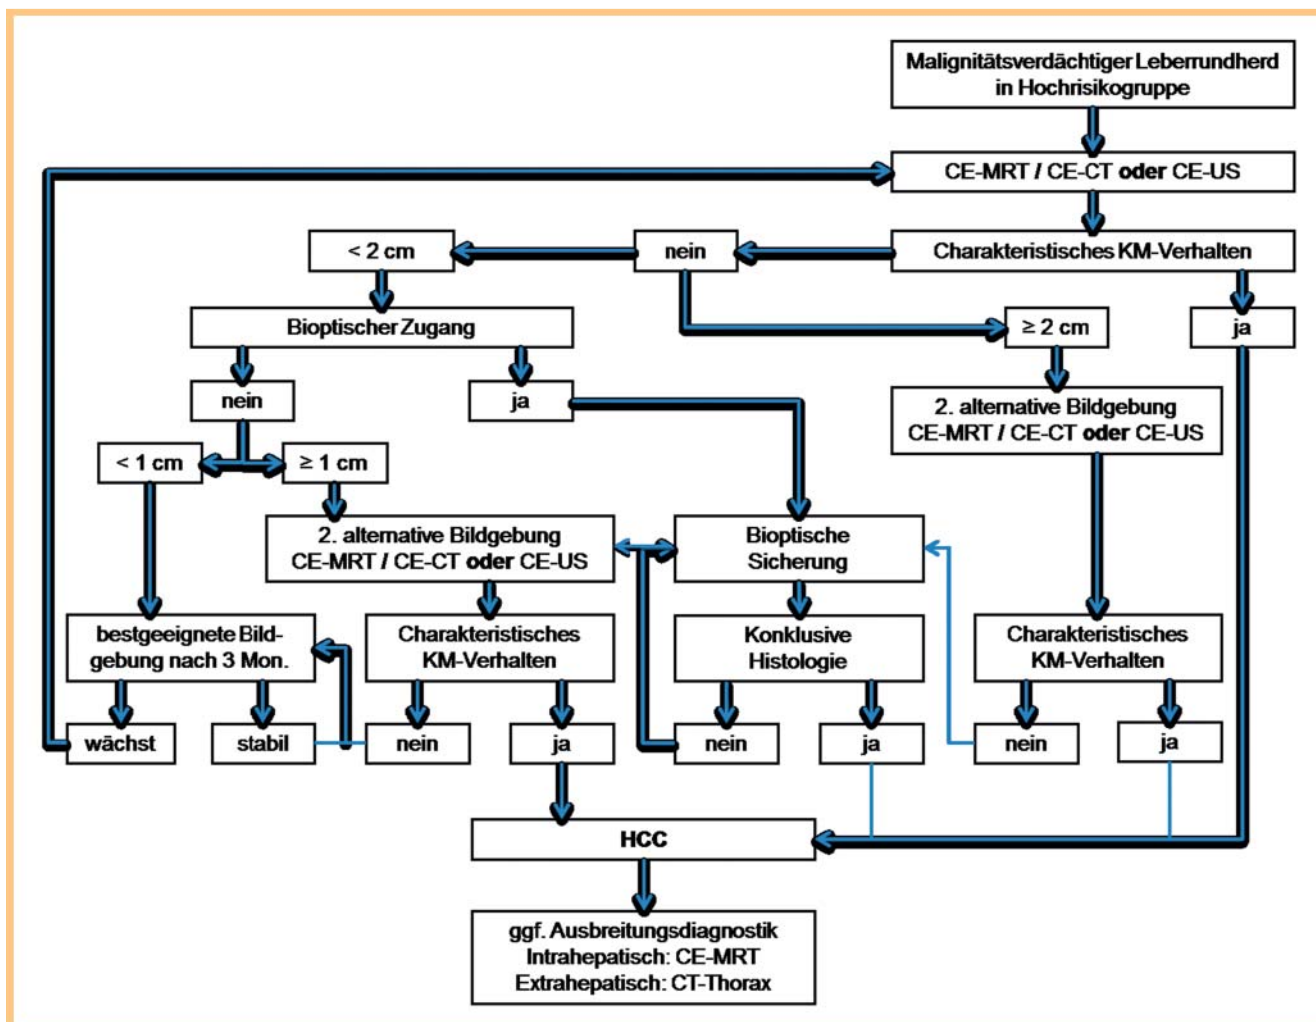 Malignitätsverdächtiger Leberrundherd
in Hochrisikogruppe
CE-MRT / CE-CT oder CE-US
Charakteristisches KM-Verhalten
nein
< 2 cm
Bioptischer Zugang
≥ 2 cm
ja
nein
ja
2. alternative Bildgebung
CE-MRT / CE-CT oder CE-US
< 1 cm
≥ 1 cm
2. alternative Bildgebung
CE-MRT / CE-CT oder CE-US
Bioptische
Sicherung
bestgeeignete Bild-
gebung nach 3 Mon.
Charakteristisches
KM-Verhalten
Konklusive
Histologie
Charakteristisches
KM-Verhalten
wächst
stabil
nein
ja
nein
ja
nein
ja
HCC
ggf. Ausbreitungsdiagnostik
Intrahepatisch: CE-MRT
Extrahepatisch: CT-Thorax